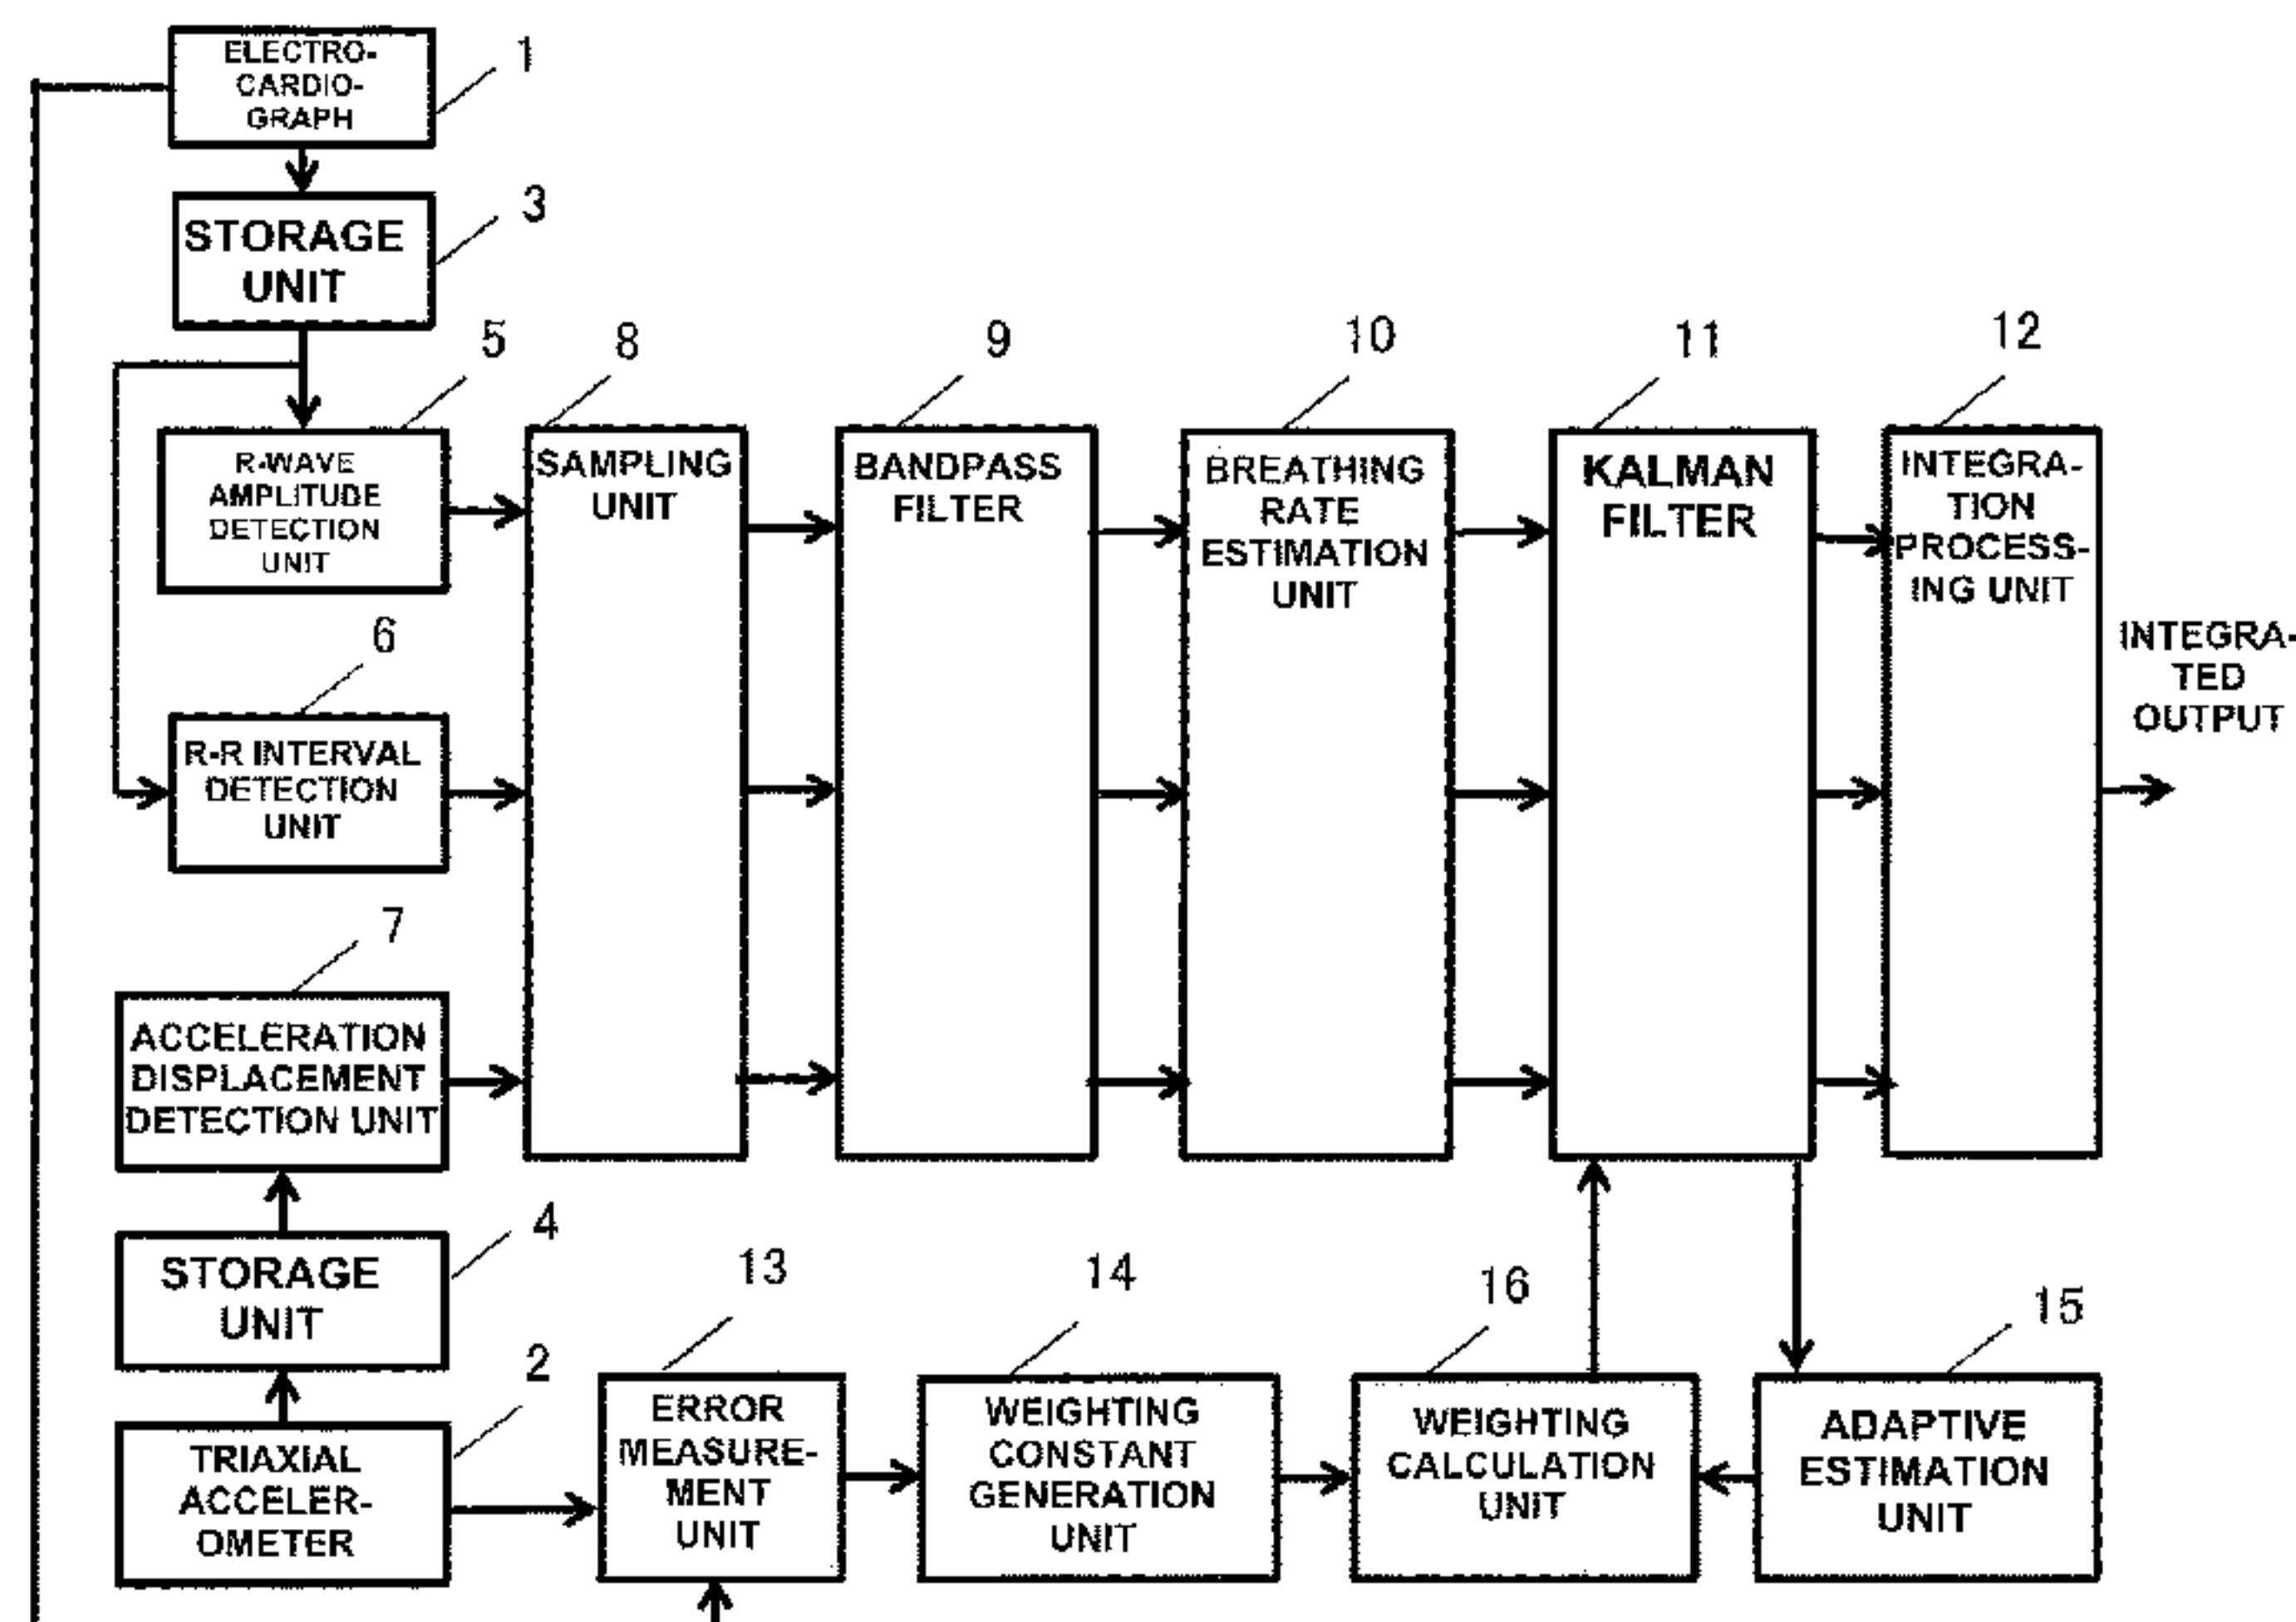 ELECTRO-
CARDIO-
GRAPH
1
STORAGE
UNIT
3
R-WAVE
AMPLITUDE
DETECTION
UNIT
5
R-R INTERVAL
DETECTION
UNIT
6
ACCELERATION
DISPLACEMENT
DETECTION UNIT
7
STORAGE
UNIT
4
TRIAXIAL
ACCELER-
OMETER
2
SAMPLING
UNIT
8
BANDPASS
FILTER
9
BREATHING
RATE
ESTIMATION
UNIT
10
KALMAN
FILTER
11
INTEGRA-
TION
PROCESS-
ING UNIT
12
INTEGRA-
TED
OUTPUT
ERROR
MEASURE-
MENT
UNIT
13
WEIGHTING
CONSTANT
GENERATION
UNIT
14
WEIGHTING
CALCULATION
UNIT
16
ADAPTIVE
ESTIMATION
UNIT
15